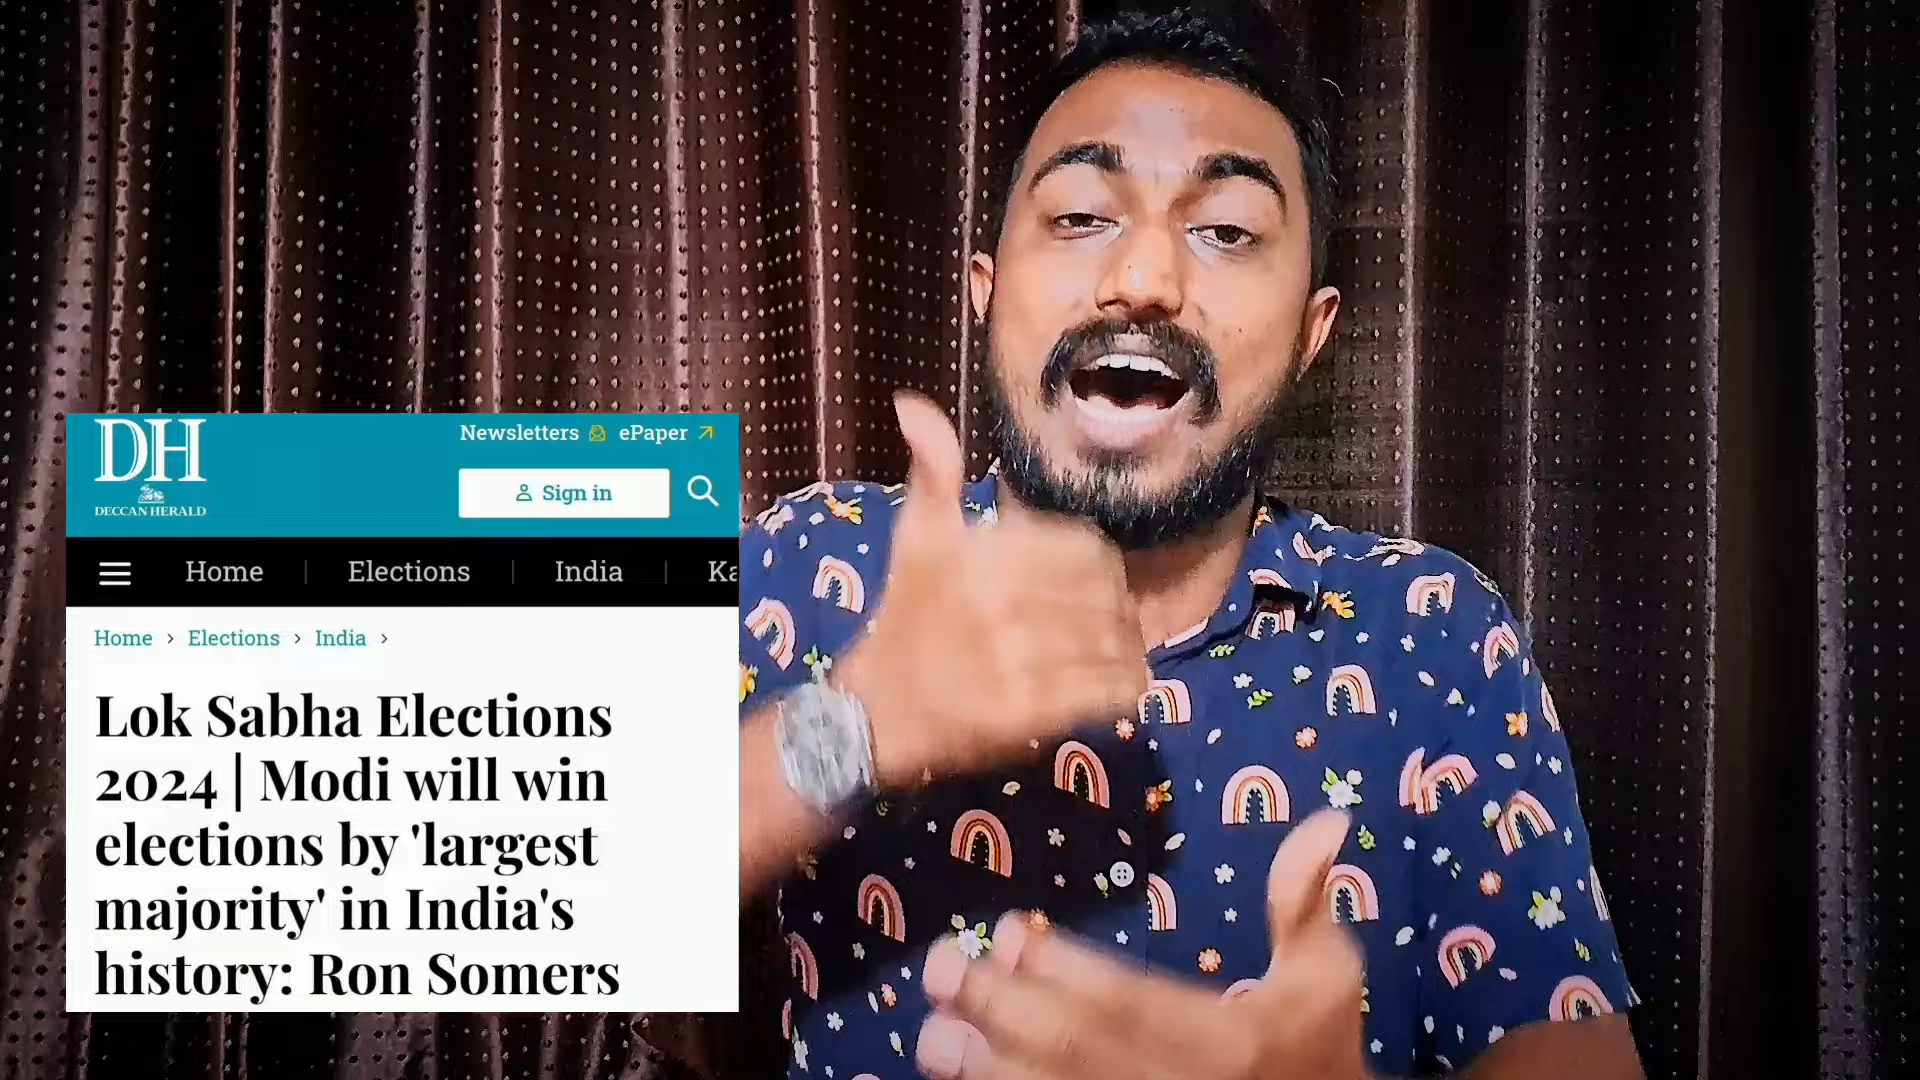 DH
DECCAN HERALD
Newsletters ePaper
Sign in
Home | Elections | India | Ka
Home > Elections > India >
Lok Sabha Elections
2024 | Modi will win
elections by 'largest
majority' in India's
history: Ron Somers